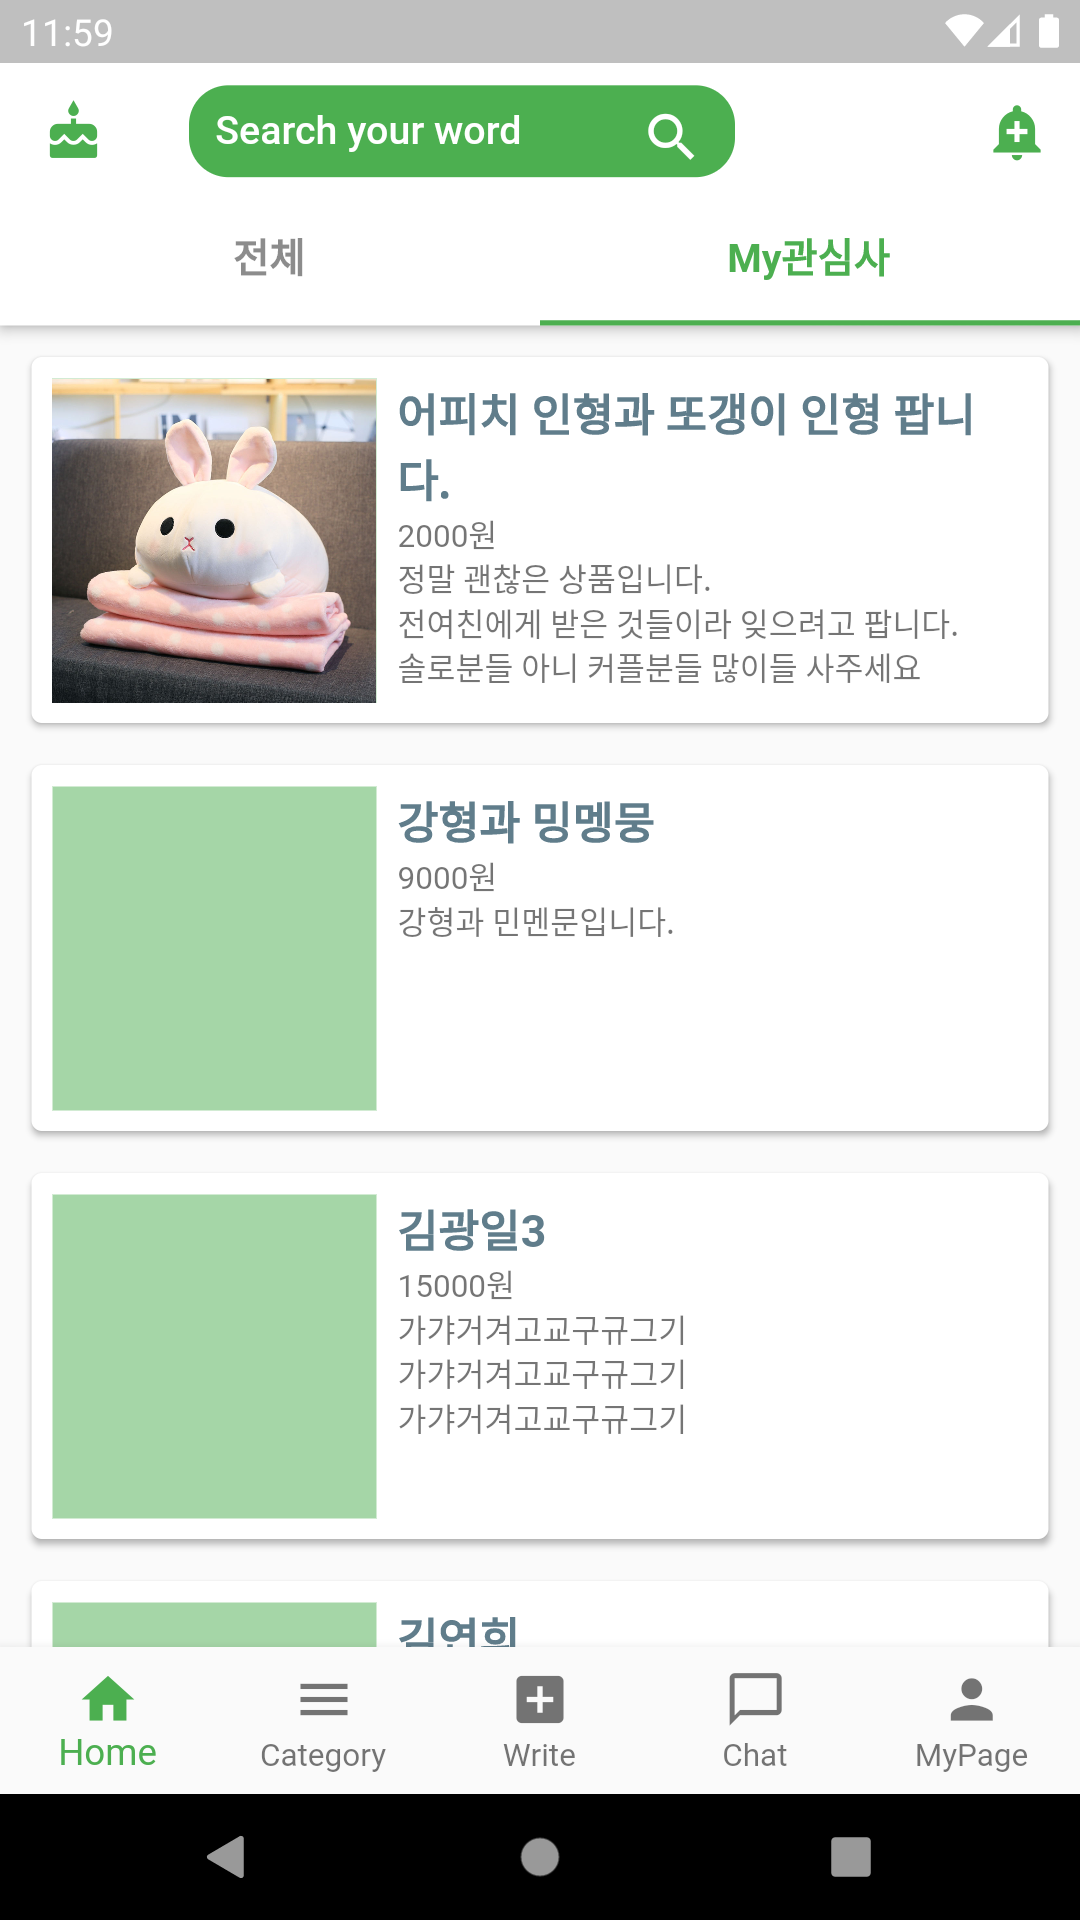 11:59
Search your word
전체
My관심사
어피치 인형과 또갱이 인형 팝니
다.
2000원
정말 괜찮은 상품입니다.
전여친에게 받은 것들이라 잊으려고 팝니다.
솔로분들 아니 커플분들 많이들 사주세요
강형과 밍멩뭉
9000원
강형과 민멘문입니다.
김광일3
15000원
가갸거겨고교구규그기
가갸거겨고교구규그기
가갸거겨고교구규그기
김연희
Home
Category
Write
Chat
MyPage